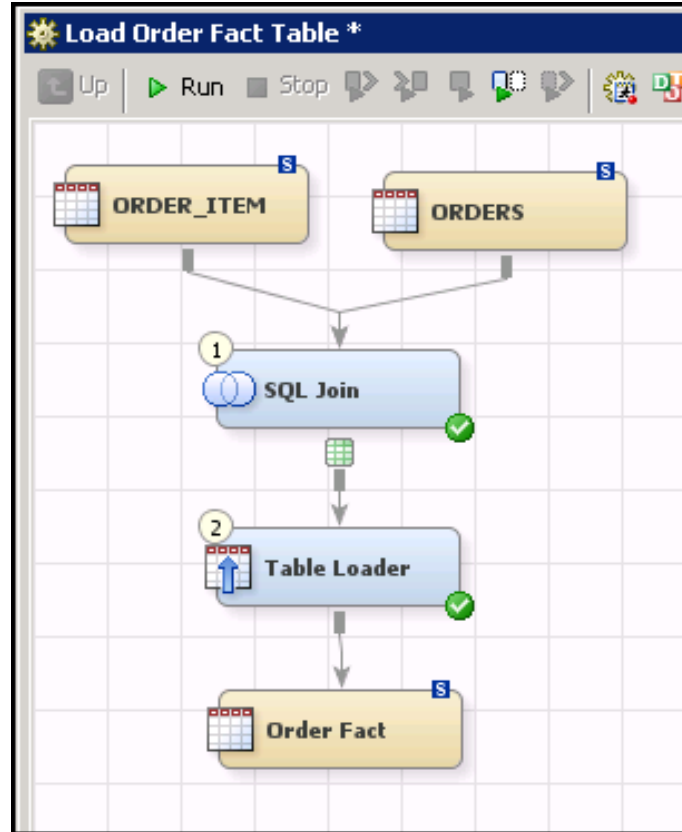 Load Order Fact Table *
Up Run Stop
ORDER_ITEM
S
ORDERS
S
1
SQL Join
2
Table Loader
Order Fact
S